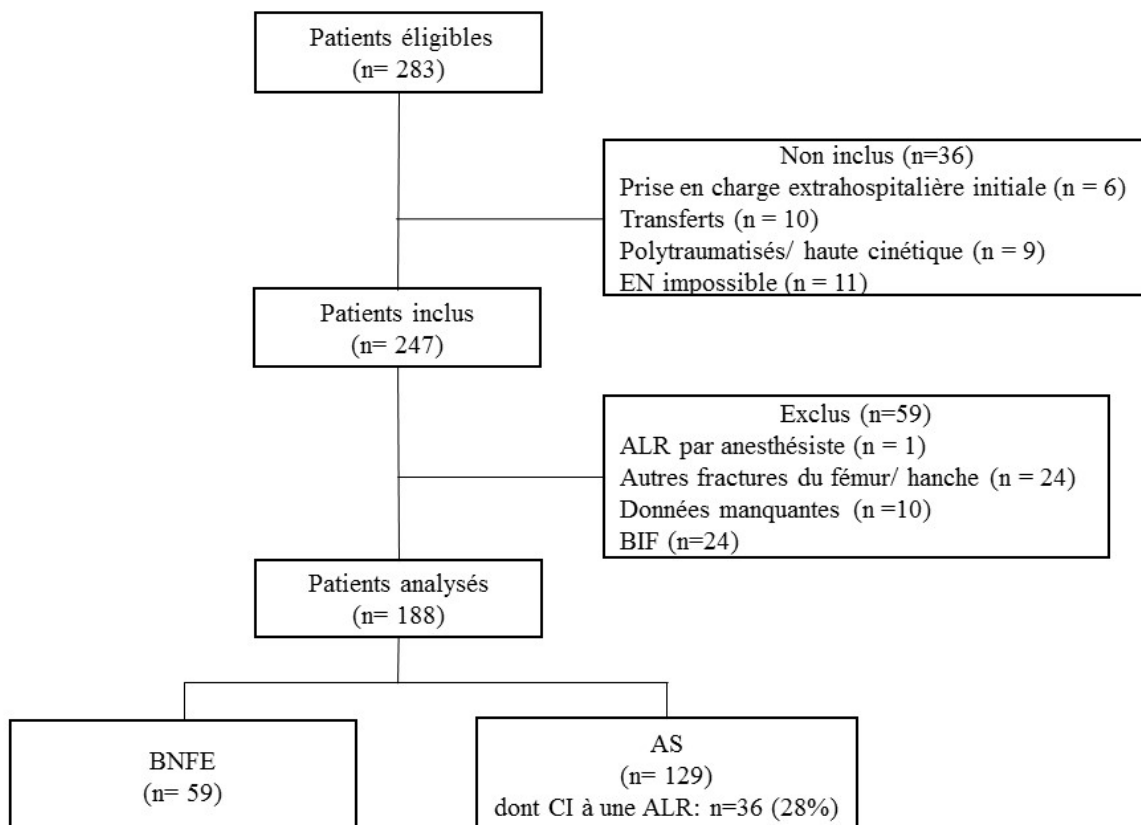 Patients éligibles
(n= 283)
Non inclus (n=36)
Prise en charge extrahospitalière initiale (n = 6)
Transferts (n = 10)
Polytraumatisés/ haute cinétique (n = 9)
EN impossible (n = 11)
Patients inclus
(n= 247)
Exclus (n=59)
ALR par anesthésiste (n = 1)
Autres fractures du fémur/ hanche (n = 24)
Données manquantes (n =10)
BIF (n=24)
Patients analysés
(n= 188)
BNFE
(n= 59)
AS
(n= 129)
dont CI à une ALR: n=36 (28%)